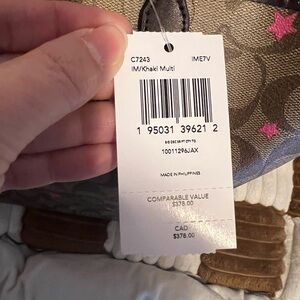 C7243 IME7V
IM/Khaki Multi
1 95031 39621 2
10011296JAX
MADE IN PHILIPPINES
COMPARABLE VALUE
$378.00
CAD
$378.00